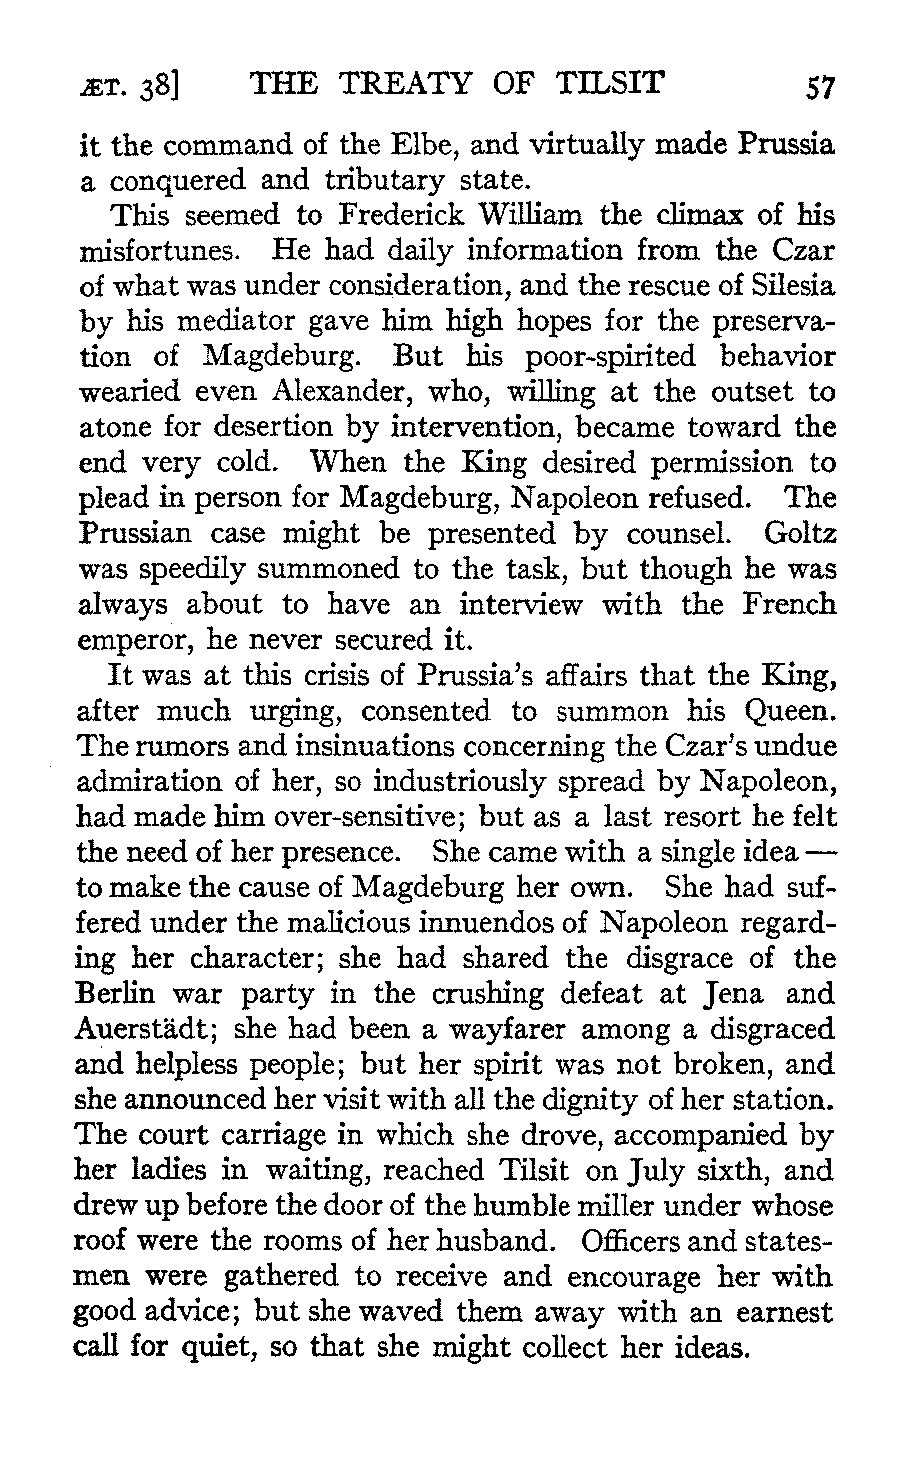 ÆT. 38] THE TREATY OF TILSIT 57
it the command of the Elbe, and virtually made Prussia
a conquered and tributary state.
This seemed to Frederick William the climax of his
misfortunes. He had daily information from the Czar
of what was under consideration, and the rescue of Silesia
by his mediator gave him high hopes for the preserva-
tion of Magdeburg. But his poor-spirited behavior
wearied even Alexander, who, willing at the outset to
atone for desertion by intervention, became toward the
end very cold. When the King desired permission to
plead in person for Magdeburg, Napoleon refused. The
Prussian case might be presented by counsel. Goltz
was speedily summoned to the task, but though he was
always about to have an interview with the French
emperor, he never secured it.
It was at this crisis of Prussia's affairs that the King,
after much urging, consented to summon his Queen.
The rumors and insinuations concerning the Czar's undue
admiration of her, so industriously spread by Napoleon,
had made him over-sensitive; but as a last resort he felt
the need of her presence. She came with a single idea —
to make the cause of Magdeburg her own. She had suf-
fered under the malicious innuendos of Napoleon regard-
ing her character; she had shared the disgrace of the
Berlin war party in the crushing defeat at Jena and
Auerstädt; she had been a wayfarer among a disgraced
and helpless people; but her spirit was not broken, and
she announced her visit with all the dignity of her station.
The court carriage in which she drove, accompanied by
her ladies in waiting, reached Tilsit on July sixth, and
drew up before the door of the humble miller under whose
roof were the rooms of her husband. Officers and states-
men were gathered to receive and encourage her with
good advice; but she waved them away with an earnest
call for quiet, so that she might collect her ideas.